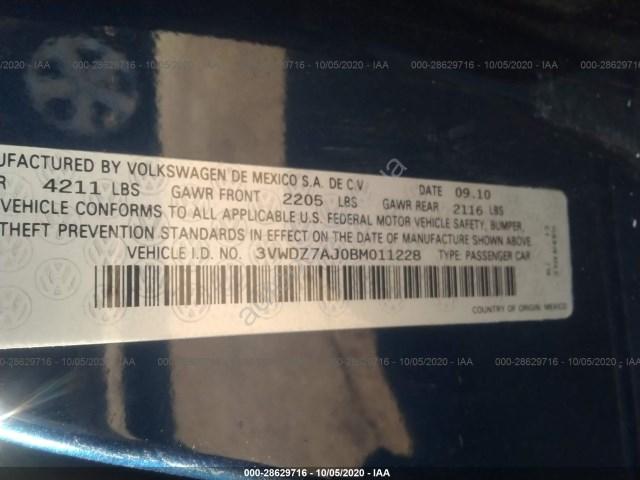 000-28629716 - 10/05/2020 - IAA
UFACTURED BY VOLKSWAGEN DE MEXICO S.A. DE C.V. DATE 09.10
R 4211 LBS GAWR FRONT 2205 LBS GAWR REAR 2116 LBS
VEHICLE CONFORMS TO ALL APPLICABLE U.S. FEDERAL MOTOR VEHICLE SAFETY, BUMPER,
THEFT PREVENTION STANDARDS IN EFFECT ON THE DATE OF MANUFACTURE SHOWN ABOVE.
VEHICLE I.D. NO. 3VWDZ7AJ0BM011228 TYPE: PASSENGER CAR
COUNTRY OF ORIGIN: MEXICO
000-28629716 - 10/05/2020 - IAA
000-28629716 - 10/05/2020 - IAA